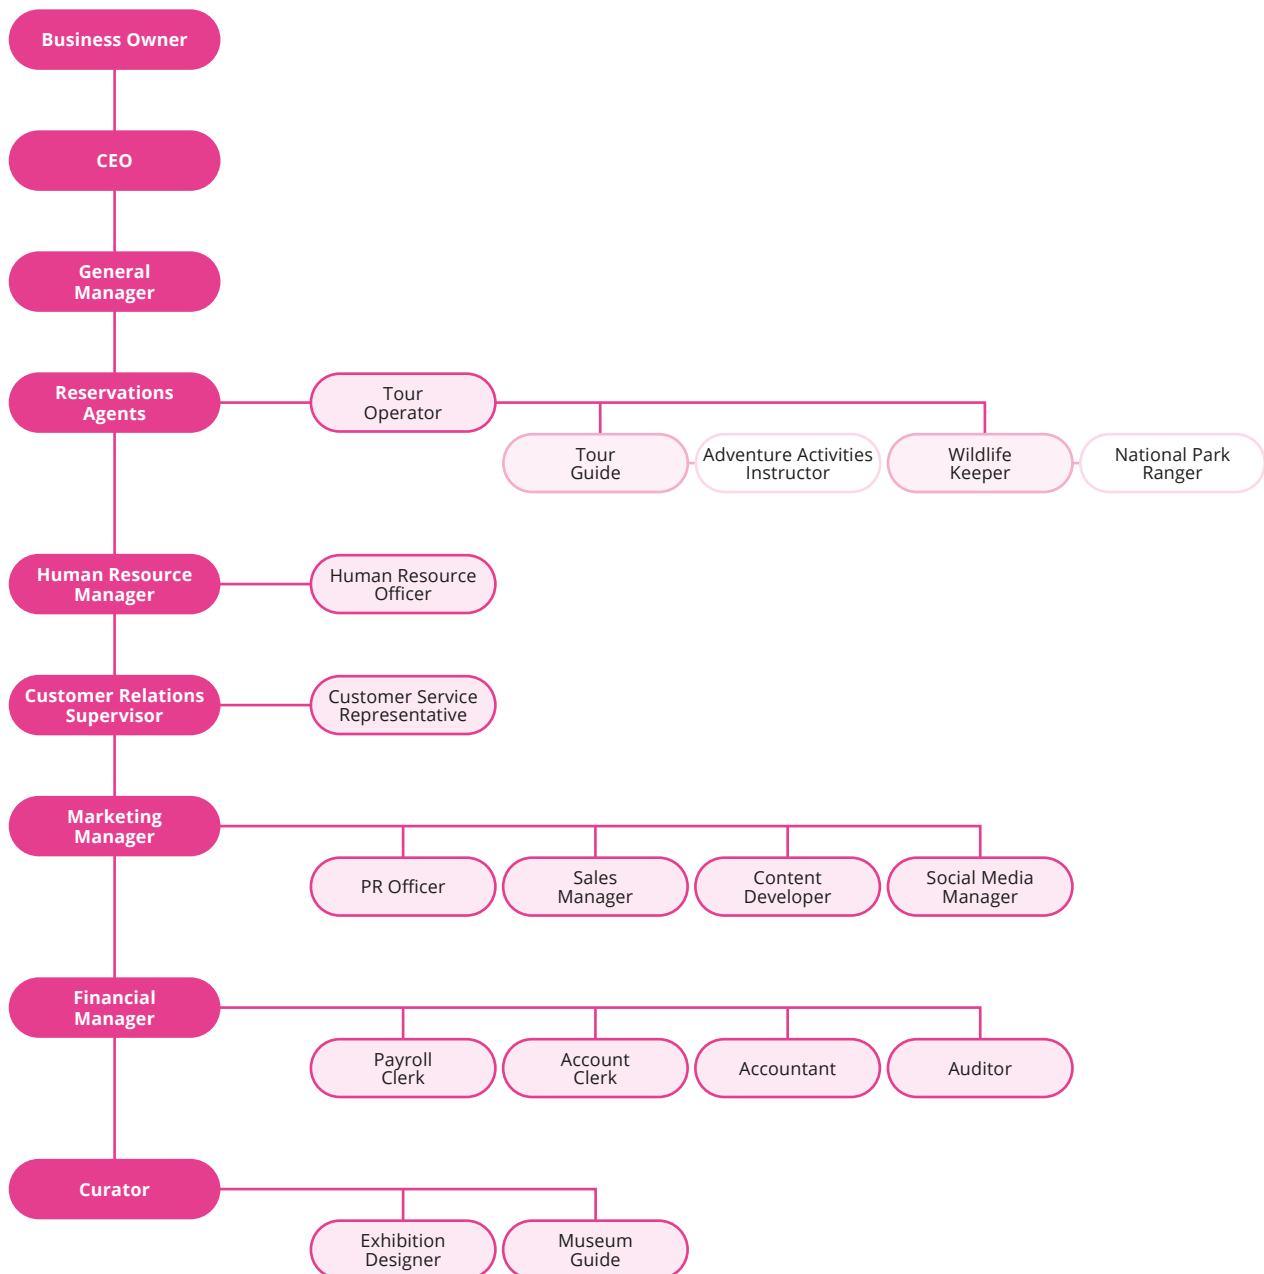 Business Owner
CEO
General
Manager
Reservations
Agents
Tour
Operator
Tour
Guide
Adventure Activities
Instructor
Wildlife
Keeper
National Park
Ranger
Human Resource
Manager
Human Resource
Officer
Customer Relations
Supervisor
Customer Service
Representative
Marketing
Manager
PR Officer
Sales
Manager
Content
Developer
Social Media
Manager
Financial
Manager
Payroll
Clerk
Account
Clerk
Accountant
Auditor
Curator
Exhibition
Designer
Museum
Guide